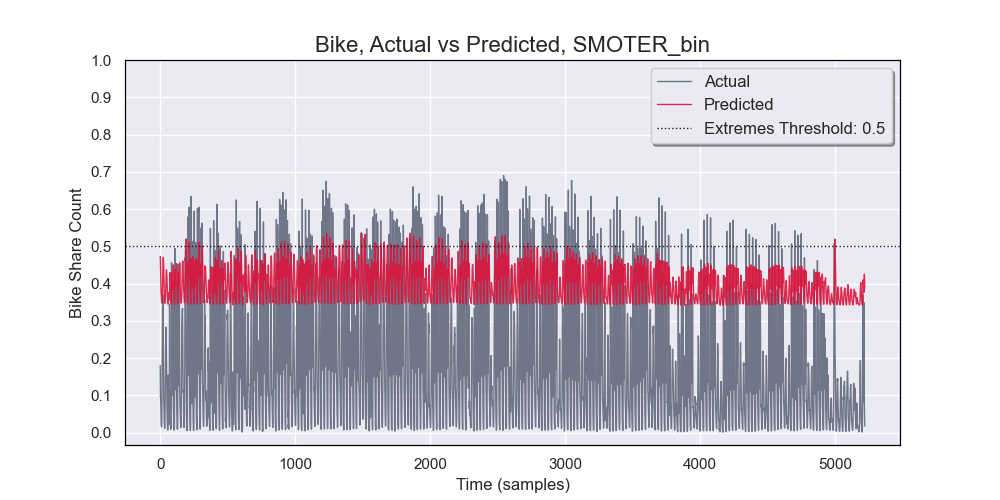 Bike, Actual vs Predicted, SMOTER_bin
1.0
0.9
0.8
0.7
0.6
0.5
0.4
0.3
0.2
0.1
0.0
Bike Share Count
Actual
Predicted
Extremes Threshold: 0.5
0 1000 2000 3000 4000 5000
Time (samples)